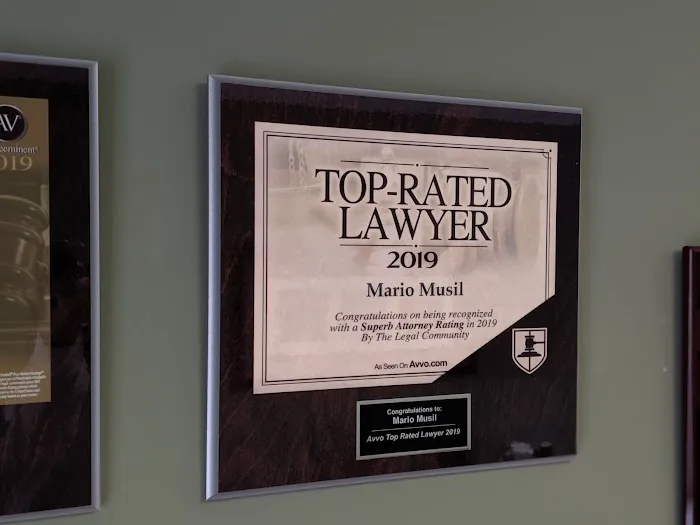 AV
2019
TOP-RATED
LAWYER
2019
Mario Musil
Congratulations on being recognized
with a Superb Attorney Rating in 2019
By The Legal Community
As Seen On Avvo.com
Congratulations to:
Mario Musil
Avvo Top Rated Lawyer 2019